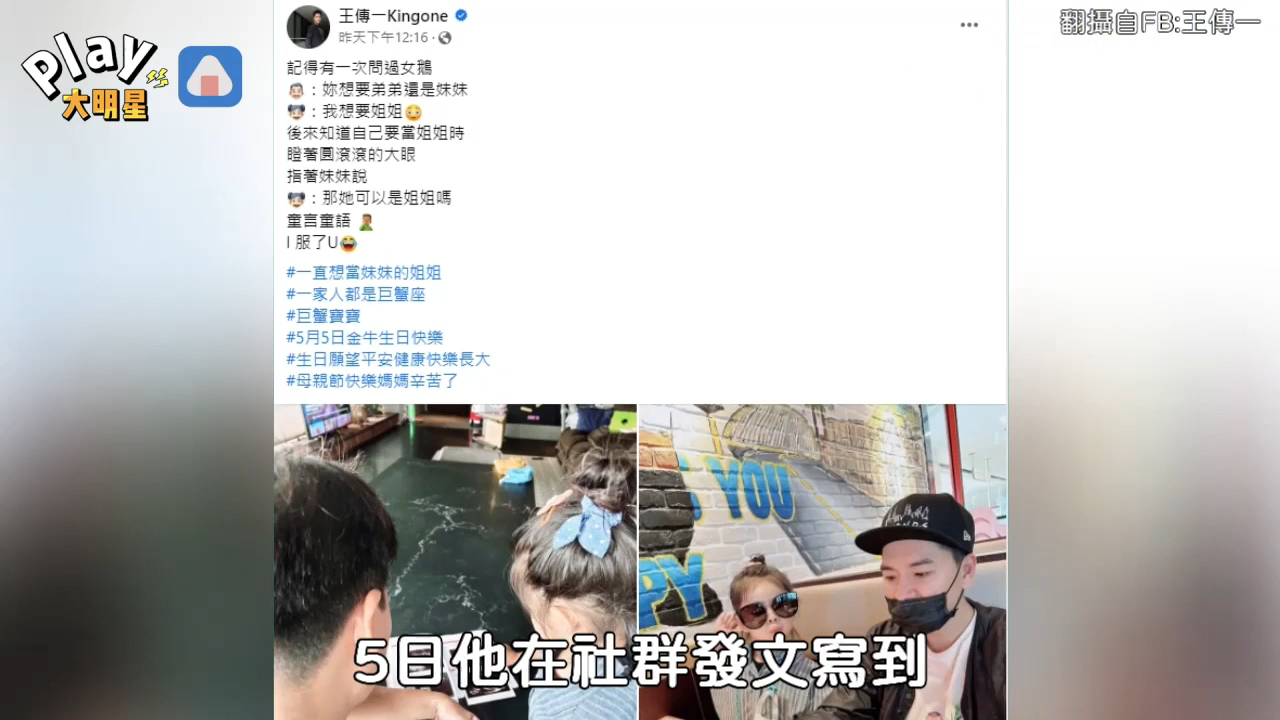 翻攝自FB:王傳一
Play
大明星
王傳一Kingone
昨天下午12:16
記得有一次問過女鵝
：妳想要弟弟還是妹妹
：我想要姐姐
後來知道自己要當姐姐時
瞪著圓滾滾的大眼
指著妹妹說
：那她可以是姐姐嗎
童言童語
I 服了U
#一直想當妹妹的姐姐
#一家人都是巨蟹座
#巨蟹寶寶
#5月5日金牛生日快樂
#生日願望平安健康快樂長大
#母親節快樂媽媽辛苦了
YOU
PY
5日他在社群發文寫到